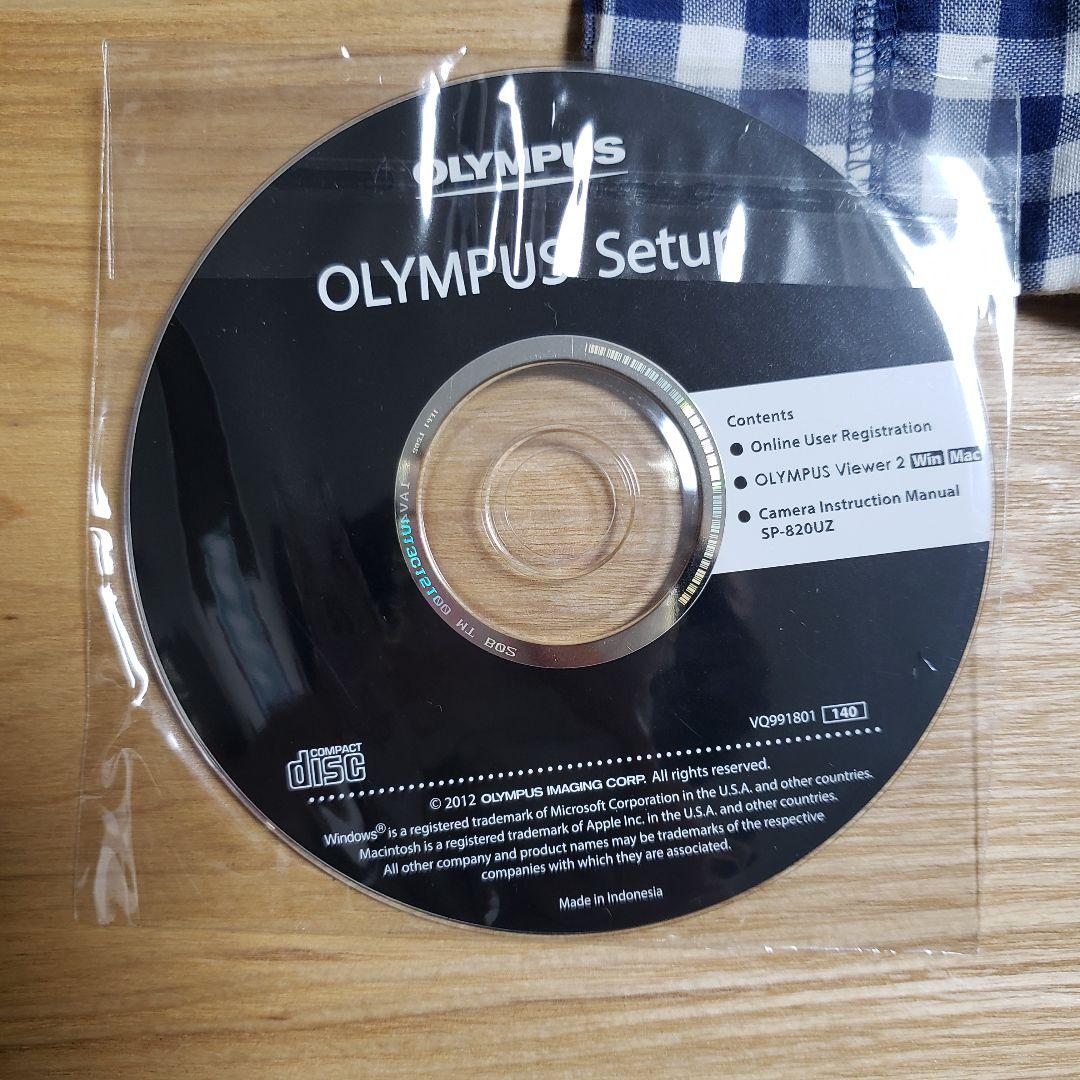 OLYMPUS
OLYMPUS Setup
Contents
● Online User Registration
● OLYMPUS Viewer 2 Win Mac
● Camera Instruction Manual
SP-820UZ
VQ991801 140
COMPACT
disc
© 2012 OLYMPUS IMAGING CORP. All rights reserved.
Windows® is a registered trademark of Microsoft Corporation in the U.S.A. and other countries.
Macintosh is a registered trademark of Apple Inc. in the U.S.A. and other countries.
All other company and product names may be trademarks of the respective
companies with which they are associated.
Made in Indonesia